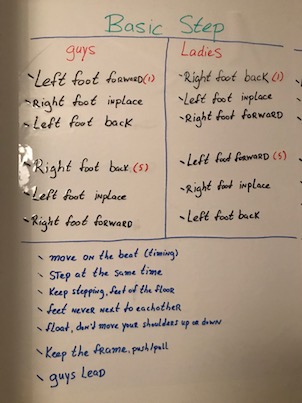 Basic Step
guys
Left foot forward (1)
Right foot inplace
Left foot back
Right foot back (5)
Left foot inplace
Right foot forward
Ladies
Right foot back (1)
Left foot inplace
Right foot forward
Left foot forward (5)
Right foot inplace
Left foot back
move on the beat (timing)
Step at the same time
Keep stepping, feet of the floor
feet never next to eachother
float, don't move your shoulders up or down
Keep the frame, push/pull
guys Lead